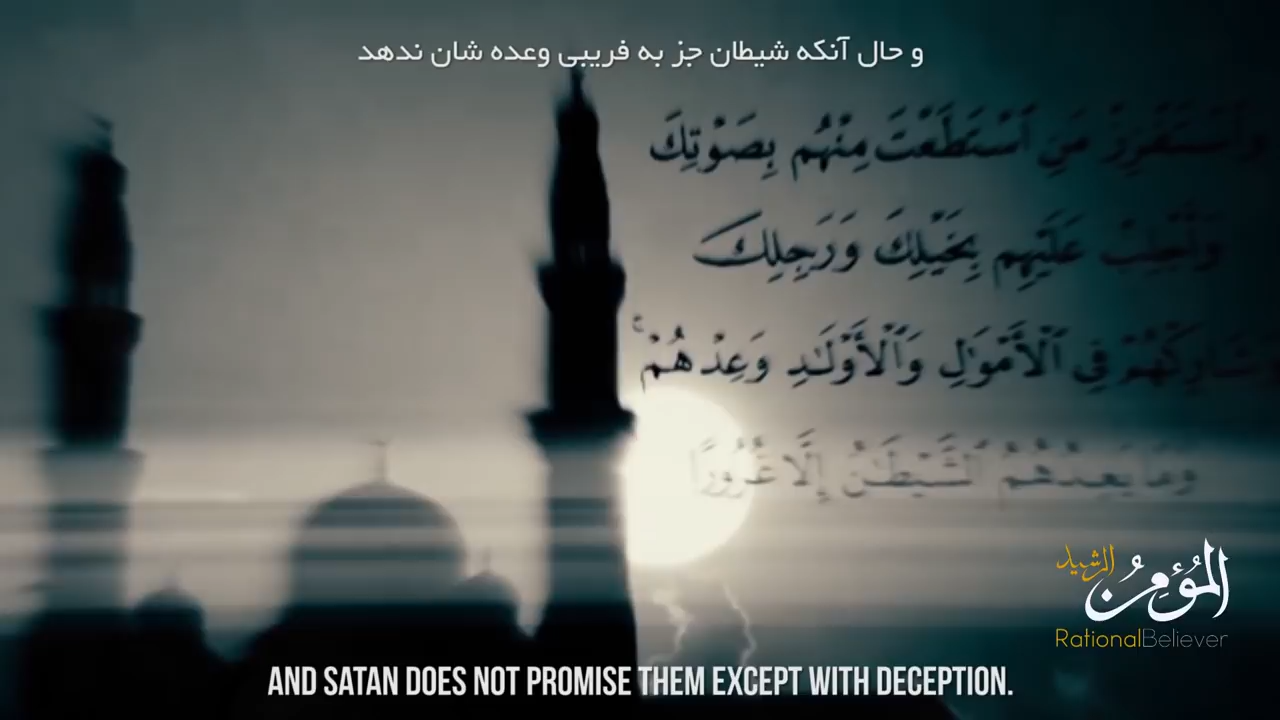 و حال آنکه شیطان جز به فریبی وعده شان ندهد
وَٱسْتَفْزِزْ مَنِ ٱسْتَطَعْتَ مِنْهُم بِصَوْتِكَ
وَأَجْلِبْ عَلَيْهِم بِخَيْلِكَ وَرَجِلِكَ
وَشَارِكْهُمْ فِي ٱلْأَمْوَٰلِ وَٱلْأَوْلَٰدِ وَعِدْهُمْ ۚ
وَمَا يَعِدُهُمُ ٱلشَّيْطَٰنُ إِلَّا غُرُورًا
المُؤْمِنُ الرشيد
RationalBeliever
AND SATAN DOES NOT PROMISE THEM EXCEPT WITH DECEPTION.